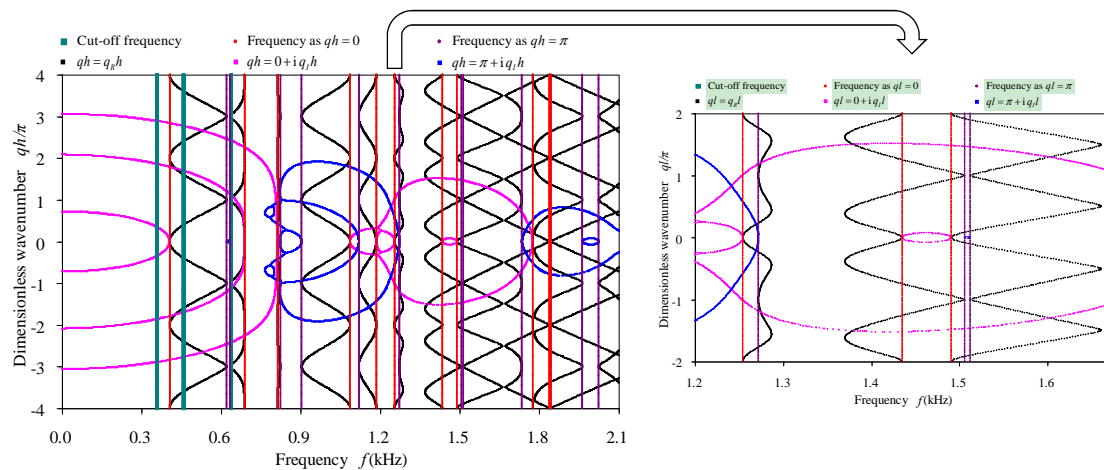 Cut-off frequency
Frequency as qh = 0
Frequency as qh = π
qh = q_R h
qh = 0 + i q_I h
qh = π + i q_I h
Dimensionless wavenumber qh/π
4
3
2
1
0
-1
-2
-3
-4
0.0 0.3 0.6 0.9 1.2 1.5 1.8 2.1
Frequency f(kHz)
Cut-off frequency
Frequency as ql = 0
Frequency as ql = π
ql = q_R l
ql = 0 + i q_I l
ql = π + i q_I l
Dimensionless wavenumber ql/π
2
1
0
-1
-2
1.2 1.3 1.4 1.5 1.6
Frequency f(kHz)